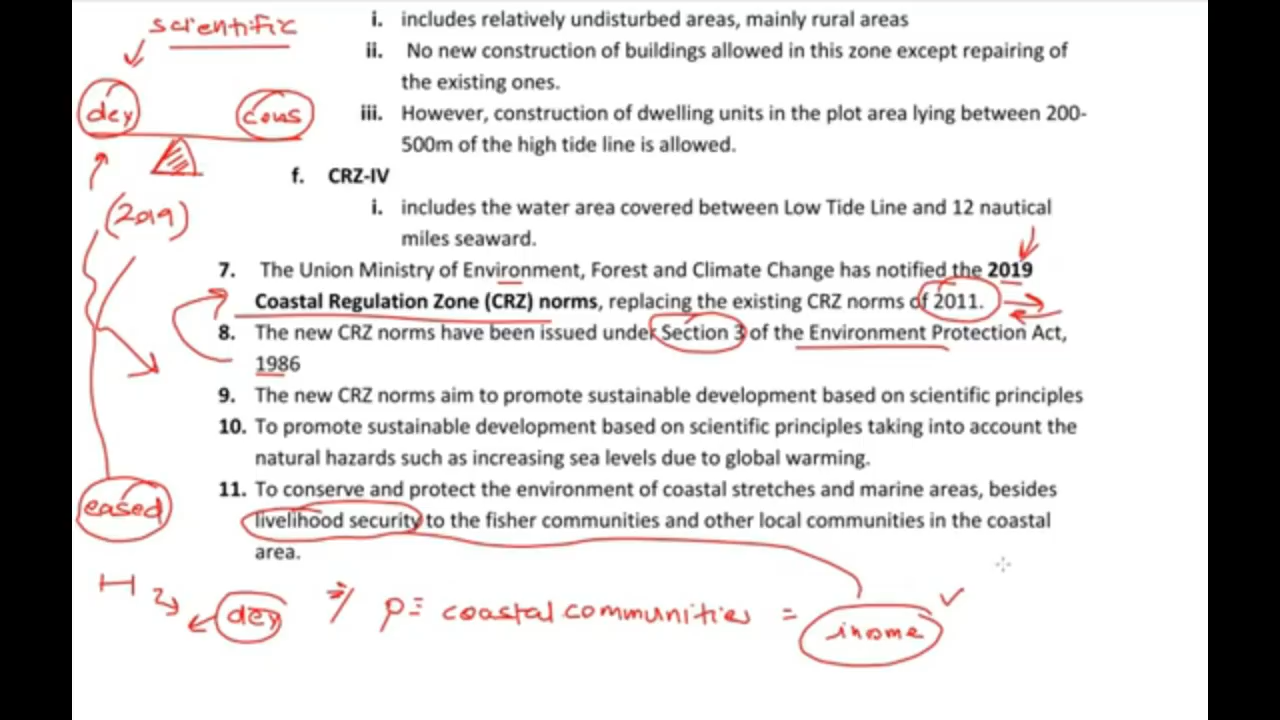 scientific
dev
cons
(2019)
i. includes relatively undisturbed areas, mainly rural areas
ii. No new construction of buildings allowed in this zone except repairing of
the existing ones.
iii. However, construction of dwelling units in the plot area lying between 200-
500m of the high tide line is allowed.
f. CRZ-IV
i. includes the water area covered between Low Tide Line and 12 nautical
miles seaward.
7. The Union Ministry of Environment, Forest and Climate Change has notified the 2019
Coastal Regulation Zone (CRZ) norms, replacing the existing CRZ norms of 2011.
8. The new CRZ norms have been issued under Section 3 of the Environment Protection Act,
1986
9. The new CRZ norms aim to promote sustainable development based on scientific principles
10. To promote sustainable development based on scientific principles taking into account the
natural hazards such as increasing sea levels due to global warming.
11. To conserve and protect the environment of coastal stretches and marine areas, besides
livelihood security to the fisher communities and other local communities in the coastal
area.
eased
dev
coastal communities =